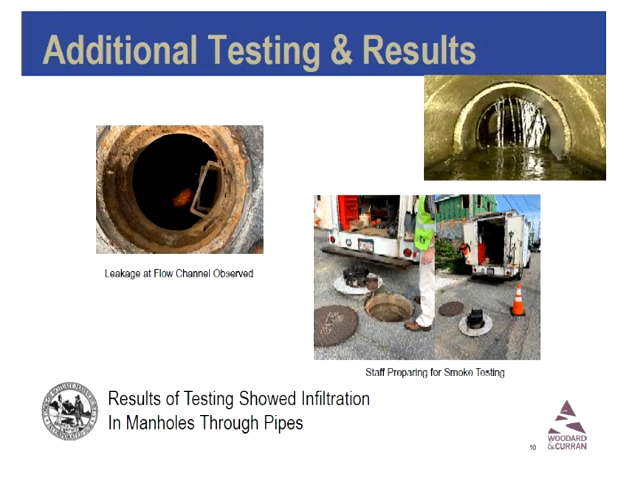 Additional Testing & Results
Leakage at Flow Channel Observed
Staff Preparing for Smoke Testing
Results of Testing Showed Infiltration
In Manholes Through Pipes
10
WOODARD
&CURRAN